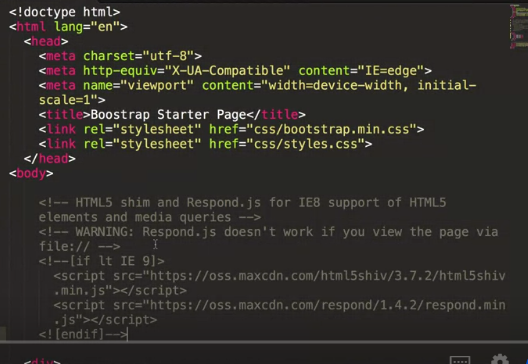 <!doctype html>
<html lang="en">
<head>
<meta charset="utf-8">
<meta http-equiv="X-UA-Compatible" content="IE=edge">
<meta name="viewport" content="width=device-width, initial-
scale=1">
<title>Boostrap Starter Page</title>
<link rel="stylesheet" href="css/bootstrap.min.css">
<link rel="stylesheet" href="css/styles.css">
</head>
<body>
<!-- HTML5 shim and Respond.js for IE8 support of HTML5
elements and media queries -->
<!-- WARNING: Respond.js doesn't work if you view the page via
file:// -->
<!--[if lt IE 9]>
<script src="https://oss.maxcdn.com/html5shiv/3.7.2/html5shiv
.min.js"></script>
<script src="https://oss.maxcdn.com/respond/1.4.2/respond.min
.js"></script>
<![endif]-->
<div>